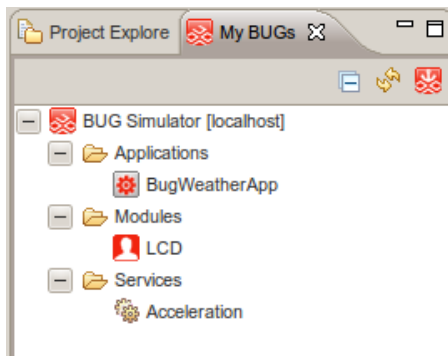 Project Explore My BUGs
BUG Simulator [localhost]
Applications
BugWeatherApp
Modules
LCD
Services
Acceleration